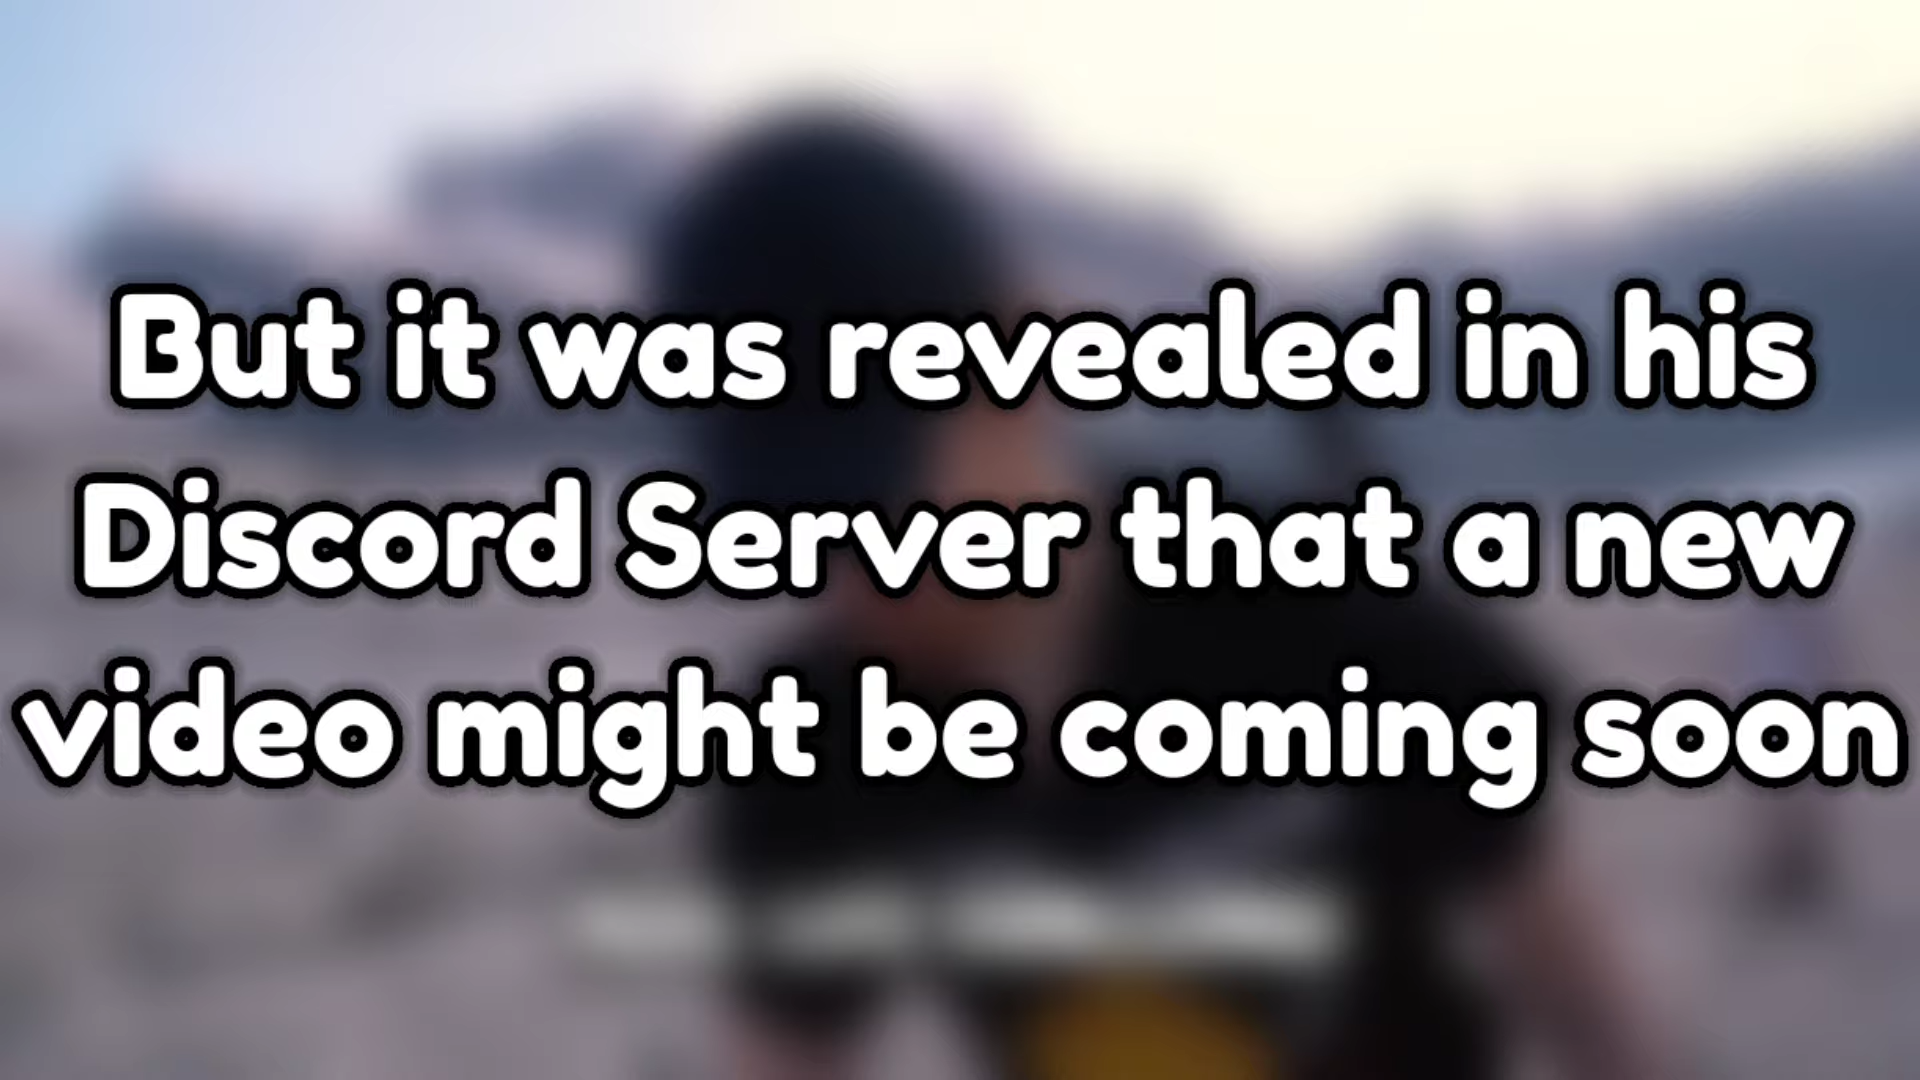 But it was revealed in his
Discord Server that a new
video might be coming soon